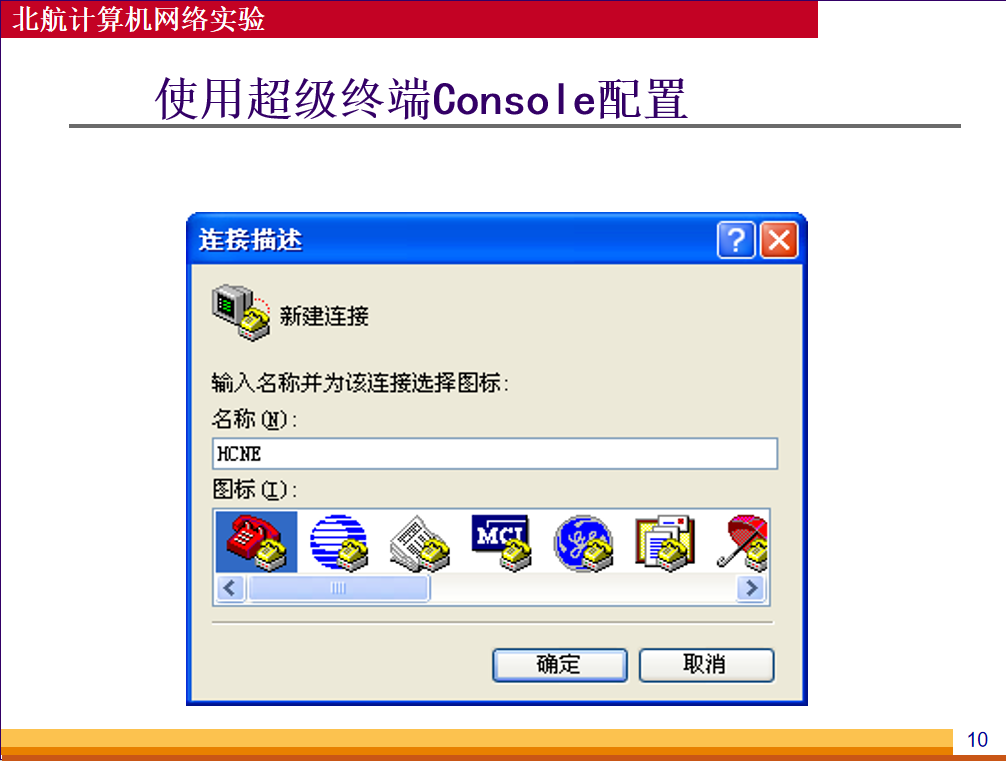 北航计算机网络实验
使用超级终端Console配置
连接描述
新建连接
输入名称并为该连接选择图标:
名称(N):
HCNE
图标(I):
MCI
确定
取消
10